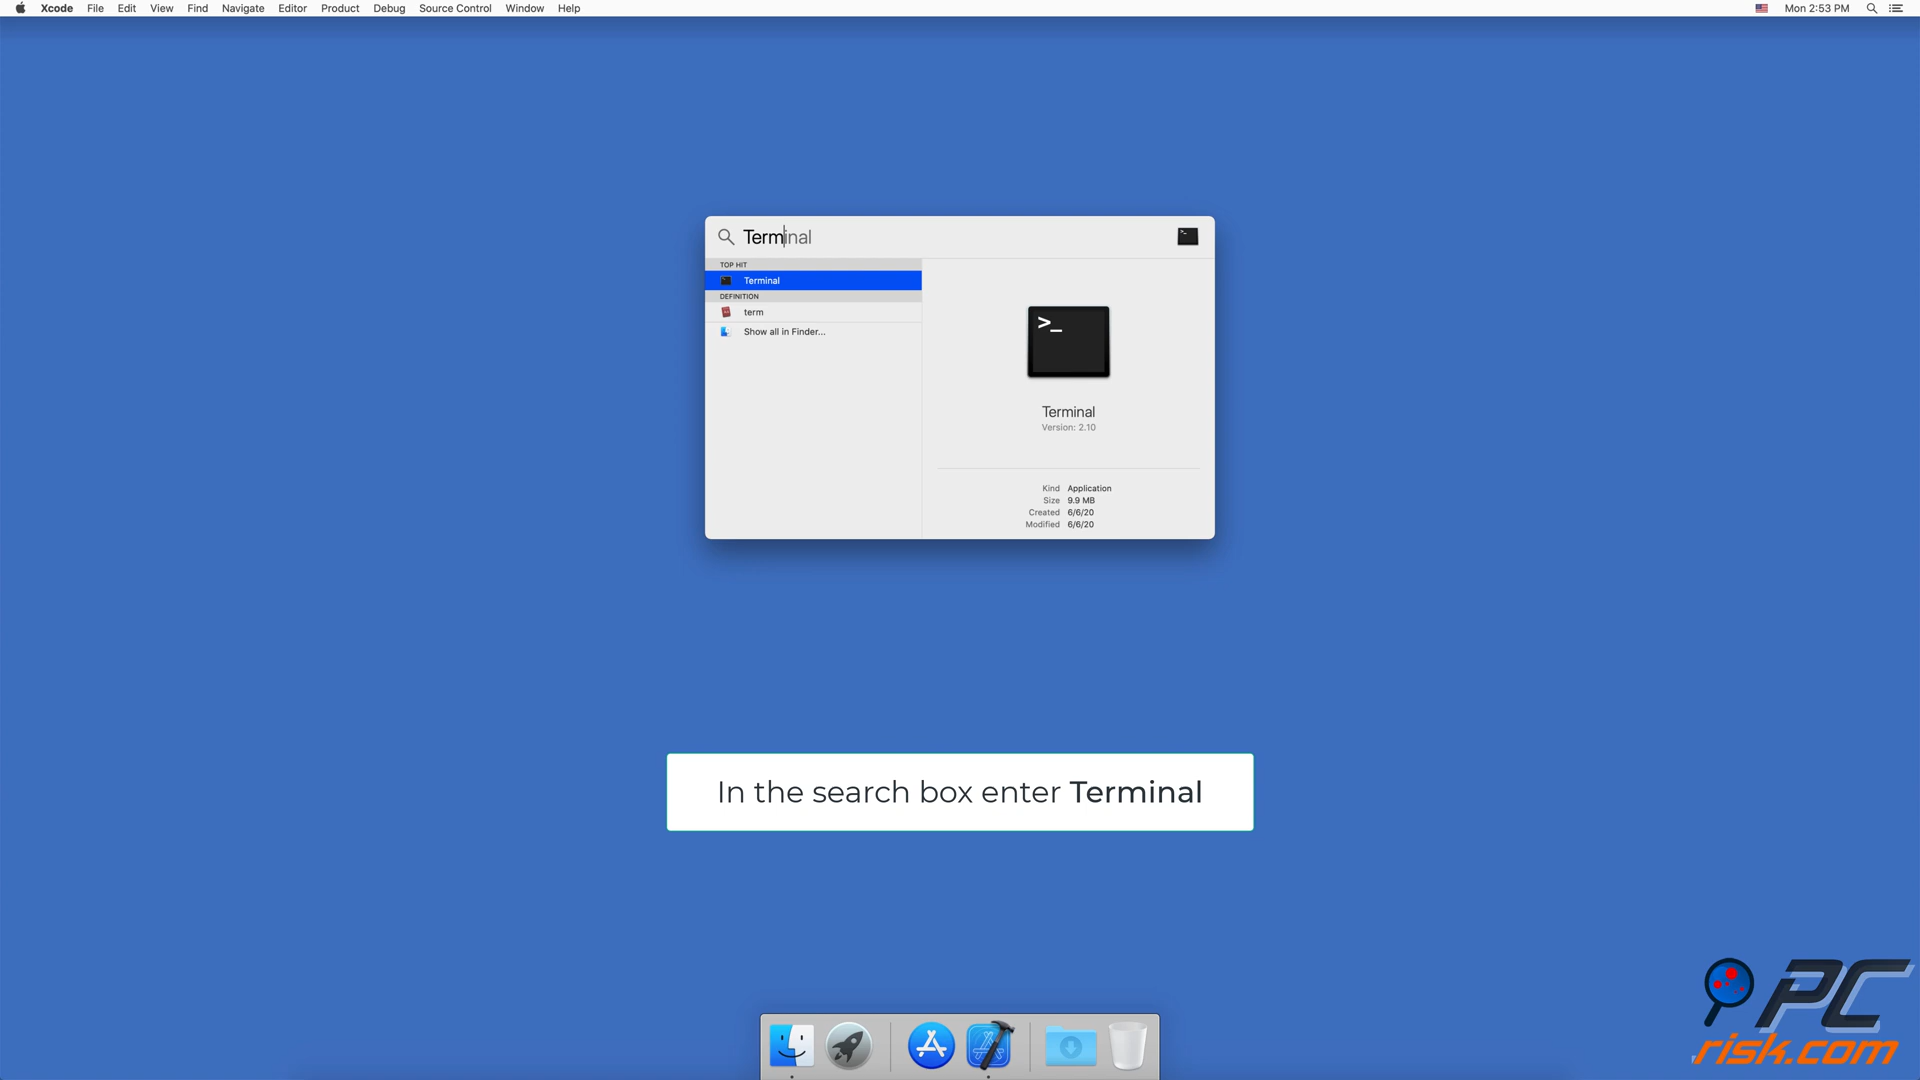 Xcode File Edit View Find Navigate Editor Product Debug Source Control Window Help Mon 2:53 PM
Terminal
TOP HIT
Terminal
DEFINITION
term
Show all in Finder...
>_
Terminal
Version: 2.10
Kind Application
Size 9.9 MB
Created 6/6/20
Modified 6/6/20
In the search box enter Terminal
PC
risk.com